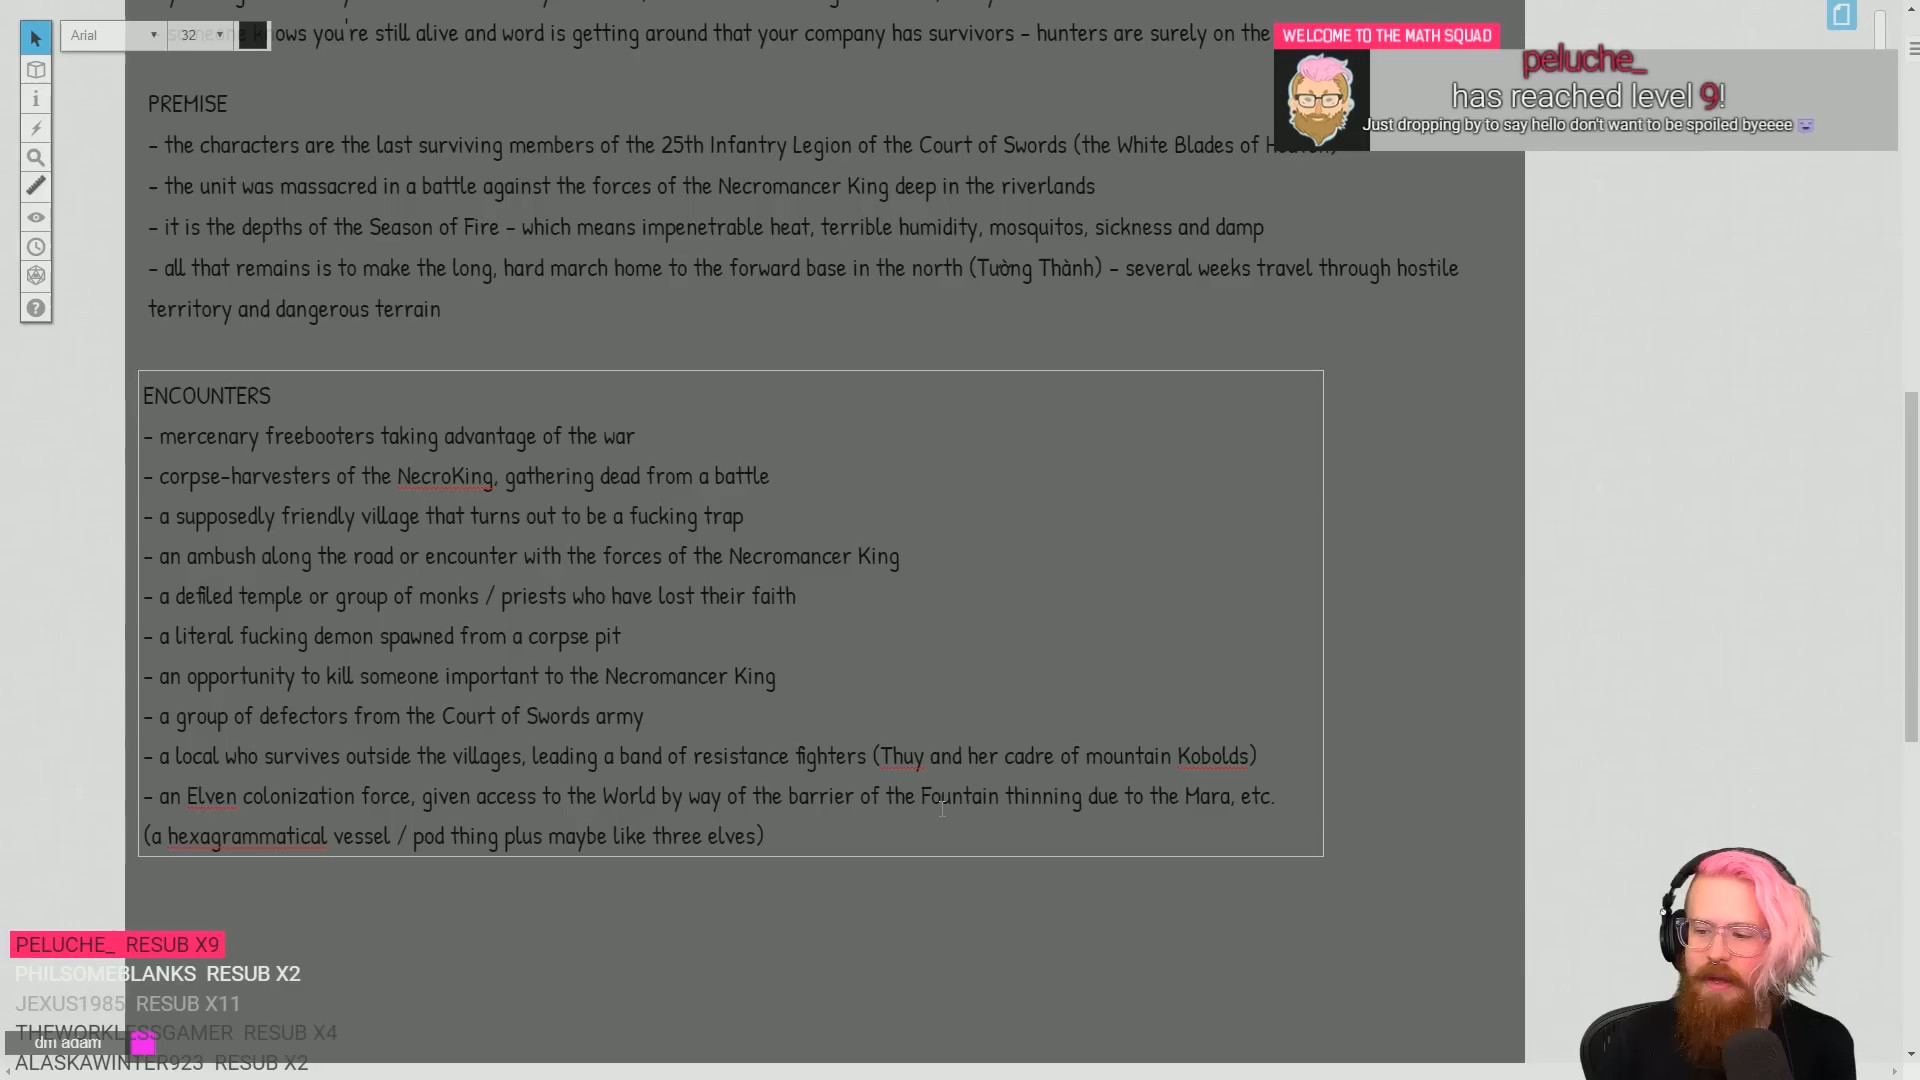 Arial
32
knows you're still alive and word is getting around that your company has survivors - hunters are surely on the
WELCOME TO THE MATH SQUAD
peluche_
has reached level 9!
Just dropping by to say hello don't want to be spoiled byeeee
PREMISE
- the characters are the last surviving members of the 25th Infantry Legion of the Court of Swords (the White Blades of
- the unit was massacred in a battle against the forces of the Necromancer King deep in the riverlands
- it is the depths of the Season of Fire - which means impenetrable heat, terrible humidity, mosquitos, sickness and damp
- all that remains is to make the long, hard march home to the forward base in the north (Tường Thành) - several weeks travel through hostile
territory and dangerous terrain
ENCOUNTERS
- mercenary freebooters taking advantage of the war
- corpse-harvesters of the NecroKing, gathering dead from a battle
- a supposedly friendly village that turns out to be a fucking trap
- an ambush along the road or encounter with the forces of the Necromancer King
- a defiled temple or group of monks / priests who have lost their faith
- a literal fucking demon spawned from a corpse pit
- an opportunity to kill someone important to the Necromancer King
- a group of defectors from the Court of Swords army
- a local who survives outside the villages, leading a band of resistance fighters (Thuy and her cadre of mountain Kobolds)
- an Elven colonization force, given access to the World by way of the barrier of the Fountain thinning due to the Mara, etc.
(a hexagrammatical vessel / pod thing plus maybe like three elves)
PELUCHE_ RESUB X9
PHILSOMEBLANKS RESUB X2
JEXUS1985 RESUB X11
THEWORKLESSGAMER RESUB X4
dm adam
ALASKAWINTER923 RESUB X2